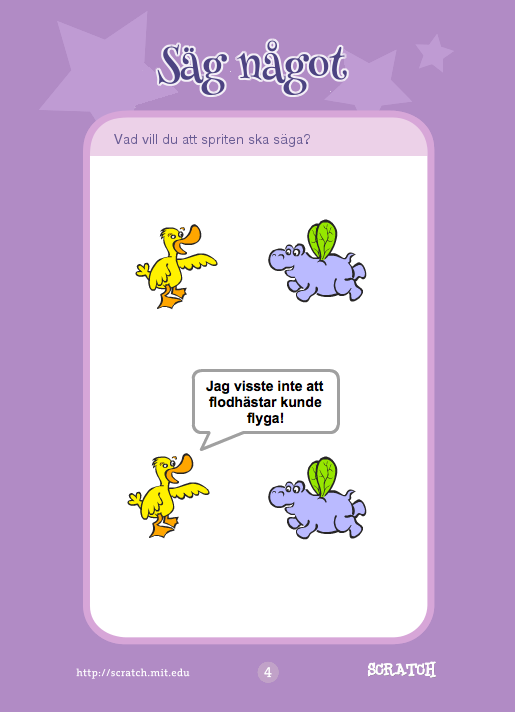 Säg något
Vad vill du att spriten ska säga?
Jag visste inte att
flodhästar kunde
flyga!
http://scratch.mit.edu
4
SCRATCH